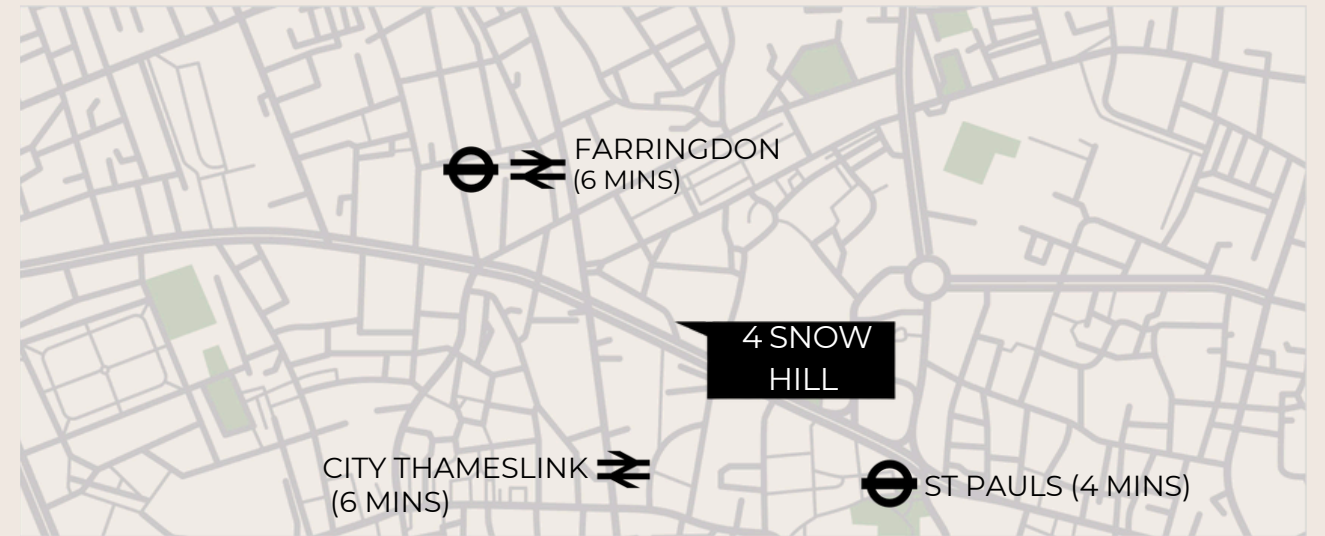 FARRINGDON
(6 MINS)
4 SNOW
HILL
CITY THAMESLINK
(6 MINS)
ST PAULS (4 MINS)